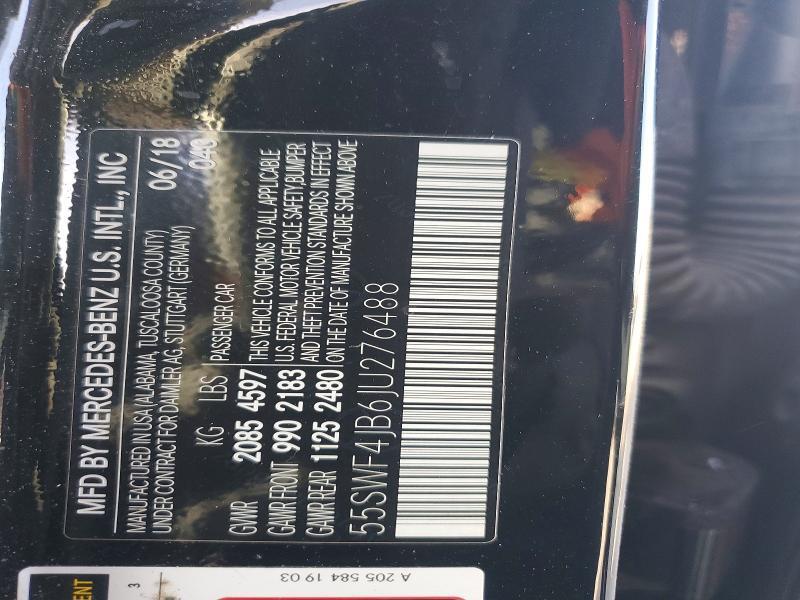 MFD BY MERCEDES-BENZ U.S. INTL., INC
MANUFACTURED IN USA (ALABAMA, TUSCALOOSA COUNTY) 06/18
UNDER CONTRACT FOR DAIMLER AG, STUTTGART (GERMANY) 040
KG LBS PASSENGER CAR
GVWR 2085 4597 THIS VEHICLE CONFORMS TO ALL APPLICABLE
GAWR FRONT 990 2183 U.S. FEDERAL MOTOR VEHICLE SAFETY, BUMPER
GAWR REAR 1125 2480 AND THEFT PREVENTION STANDARDS IN EFFECT
ON THE DATE OF MANUFACTURE SHOWN ABOVE
55SWF4JB6JU276488
A 205 584 19 03
3
ENT